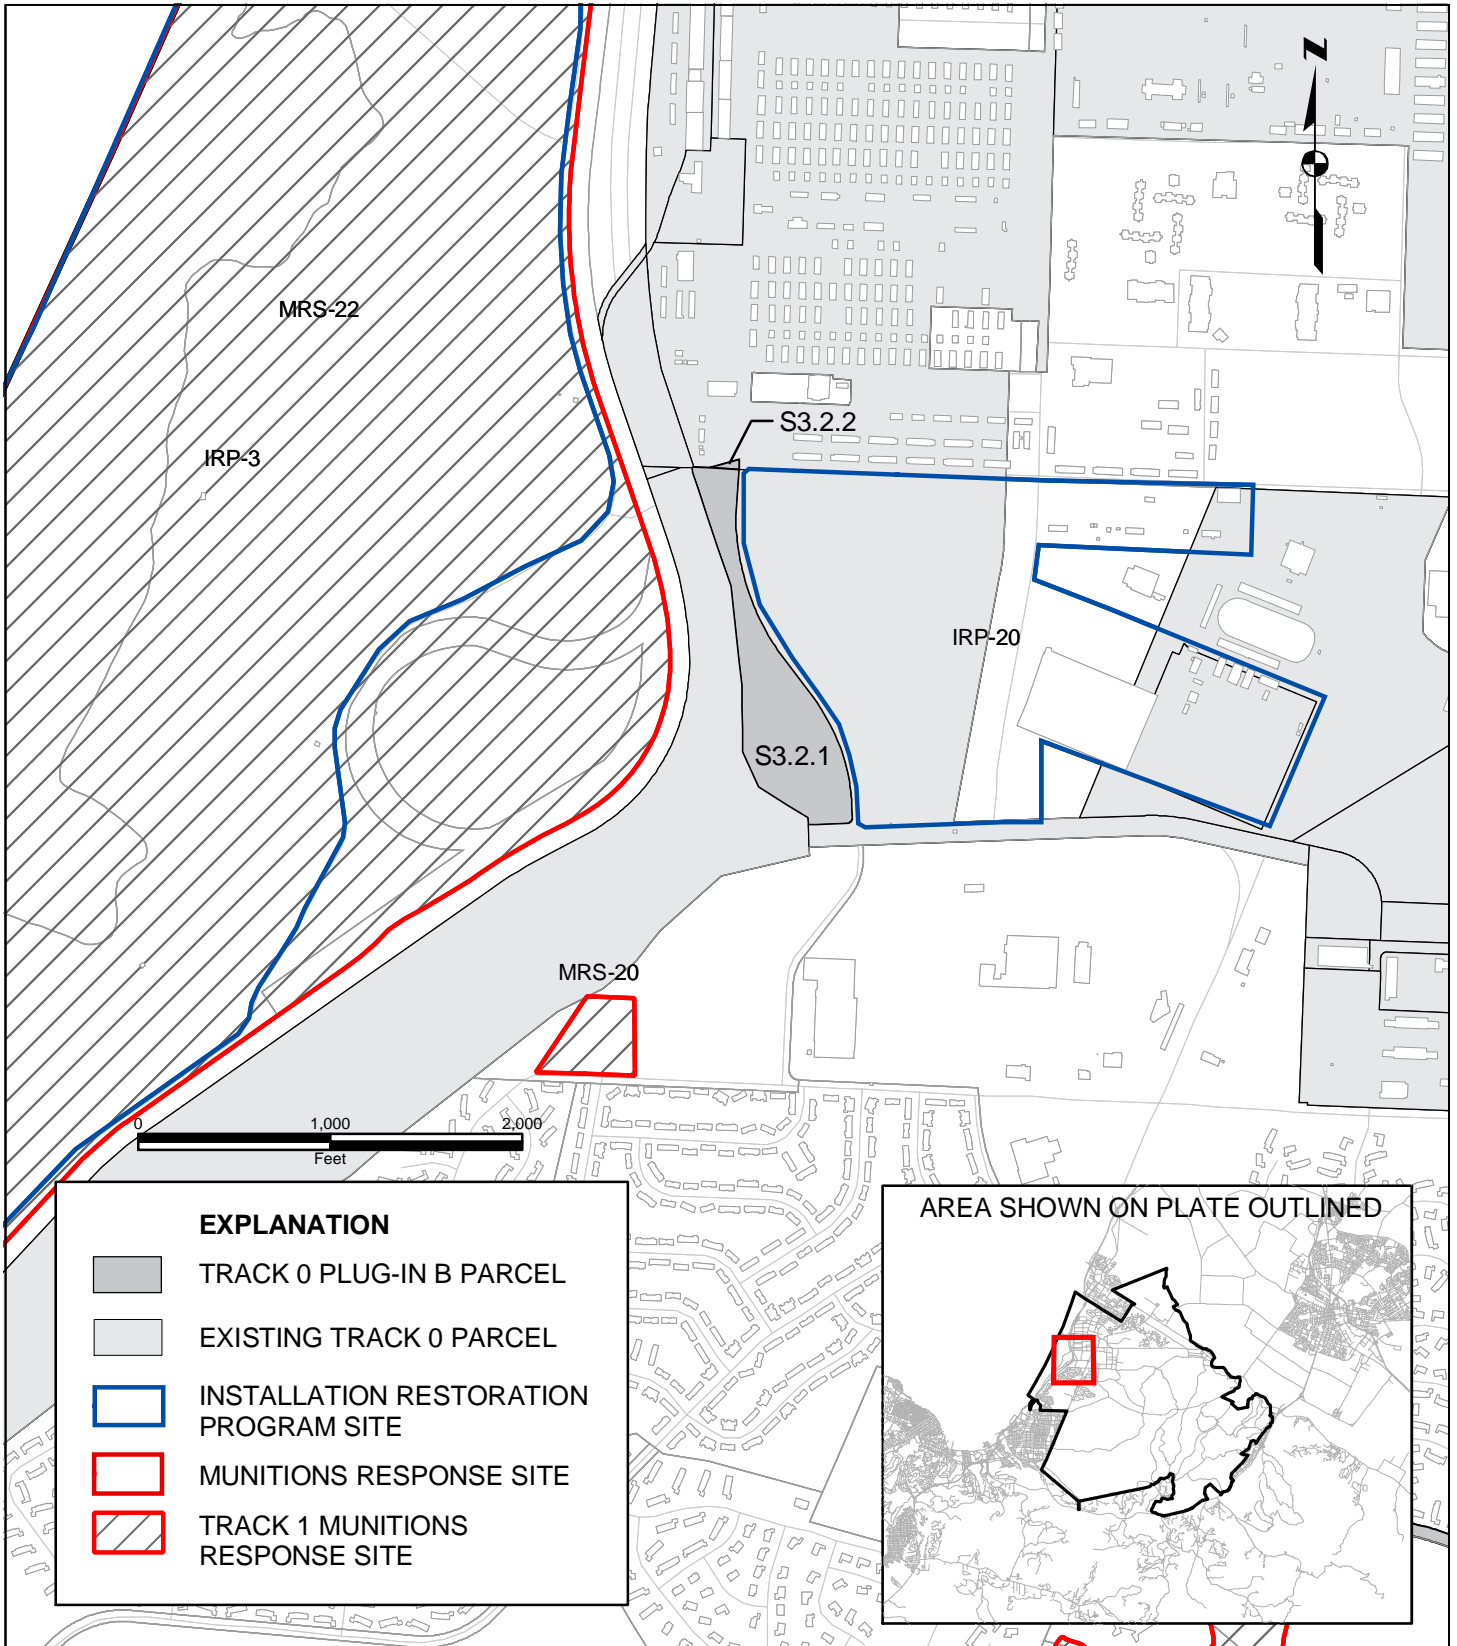 N
MRS-22
S3.2.2
IRP-3
IRP-20
S3.2.1
MRS-20
0 1,000 2,000
Feet
EXPLANATION
TRACK 0 PLUG-IN B PARCEL
EXISTING TRACK 0 PARCEL
INSTALLATION RESTORATION
PROGRAM SITE
MUNITIONS RESPONSE SITE
TRACK 1 MUNITIONS
RESPONSE SITE
AREA SHOWN ON PLATE OUTLINED